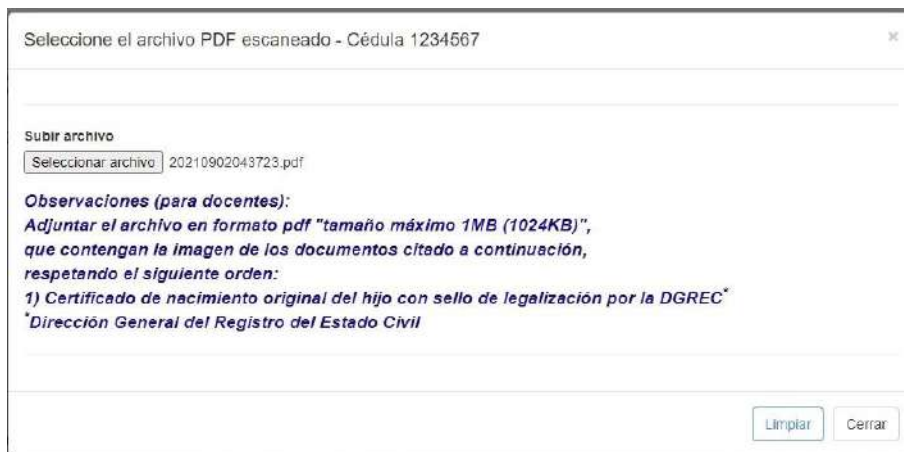 Seleccione el archivo PDF escaneado - Cédula 1234567
×
Subir archivo
Seleccionar archivo 20210902043723.pdf
Observaciones (para docentes):
Adjuntar el archivo en formato pdf "tamaño máximo 1MB (1024KB)",
que contengan la imagen de los documentos citado a continuación,
respetando el siguiente orden:
1) Certificado de nacimiento original del hijo con sello de legalización por la DGREC*
*Dirección General del Registro del Estado Civil
Limpiar Cerrar